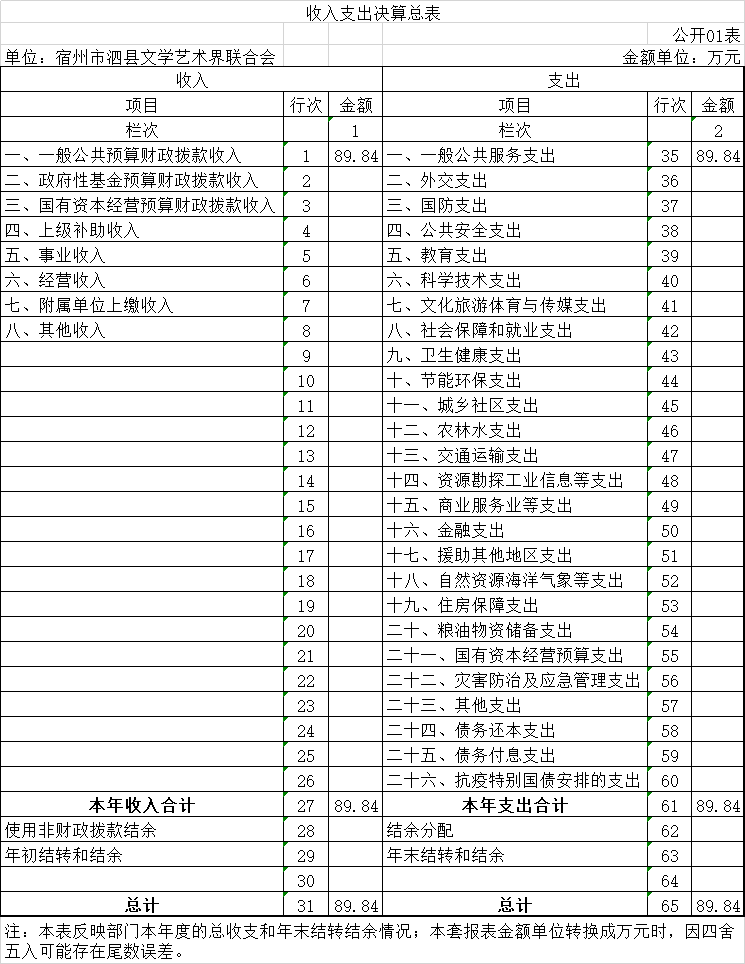 收入支出决算总表
公开01表
单位：宿州市泗县文学艺术界联合会 金额单位：万元
收入 支出
项目 行次 金额 项目 行次 金额
栏次 1 栏次 2
一、一般公共预算财政拨款收入 1 89.84 一、一般公共服务支出 35 89.84
二、政府性基金预算财政拨款收入 2 二、外交支出 36
三、国有资本经营预算财政拨款收入 3 三、国防支出 37
四、上级补助收入 4 四、公共安全支出 38
五、事业收入 5 五、教育支出 39
六、经营收入 6 六、科学技术支出 40
七、附属单位上缴收入 7 七、文化旅游体育与传媒支出 41
八、其他收入 8 八、社会保障和就业支出 42
9 九、卫生健康支出 43
10 十、节能环保支出 44
11 十一、城乡社区支出 45
12 十二、农林水支出 46
13 十三、交通运输支出 47
14 十四、资源勘探工业信息等支出 48
15 十五、商业服务业等支出 49
16 十六、金融支出 50
17 十七、援助其他地区支出 51
18 十八、自然资源海洋气象等支出 52
19 十九、住房保障支出 53
20 二十、粮油物资储备支出 54
21 二十一、国有资本经营预算支出 55
22 二十二、灾害防治及应急管理支出 56
23 二十三、其他支出 57
24 二十四、债务还本支出 58
25 二十五、债务付息支出 59
26 二十六、抗疫特别国债安排的支出 60
本年收入合计 27 89.84 本年支出合计 61 89.84
使用非财政拨款结余 28 结余分配 62
年初结转和结余 29 年末结转和结余 63
30 64
总计 31 89.84 总计 65 89.84
注：本表反映部门本年度的总收支和年末结转结余情况；本套报表金额单位转换成万元时，因四舍
五入可能存在尾数误差。